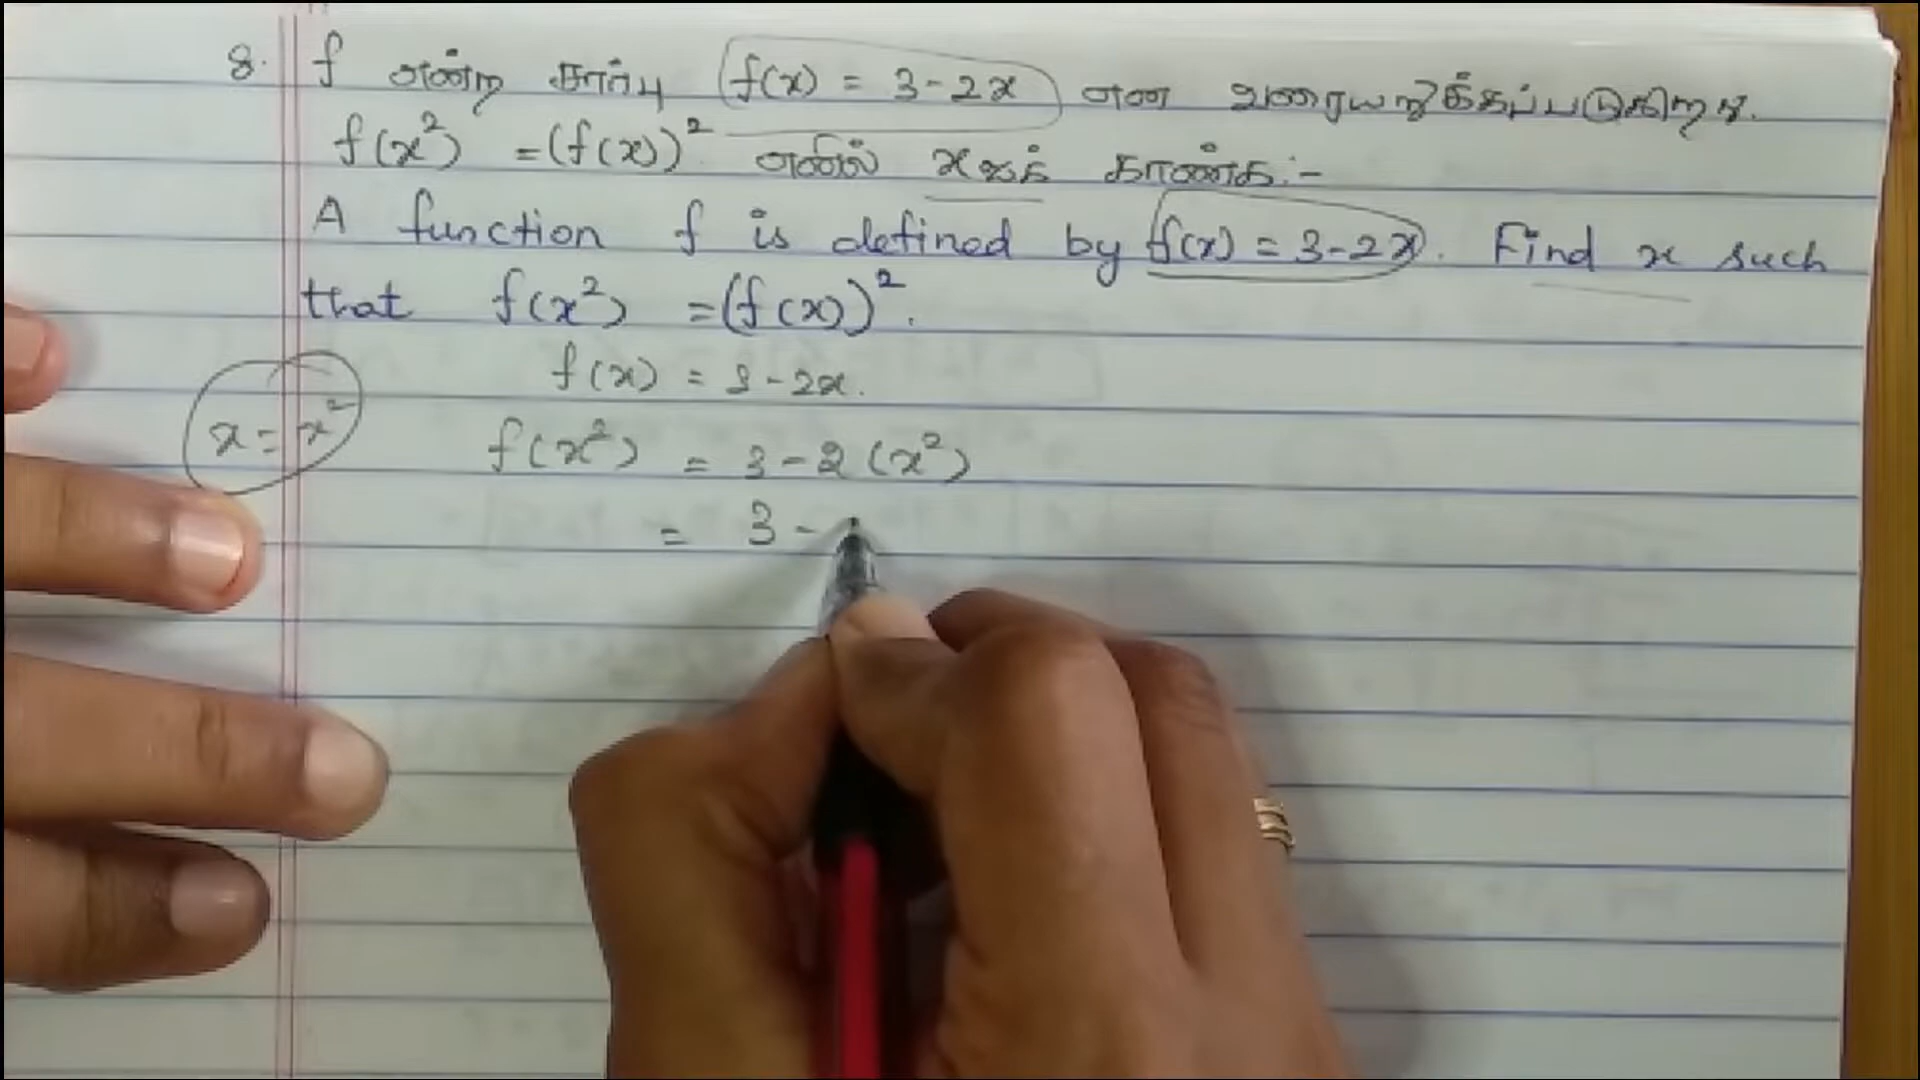 8. f என்ற சார்பு f(x) = 3-2x என வரையறுக்கப்படுகிறது.
f(x²) = (f(x))² எனில் x ஐக் காண்க:-
A function f is defined by f(x) = 3-2x. Find x such
that f(x²) = (f(x))².
f(x) = 3-2x.
x = x² f(x²) = 3-2(x²)
= 3-